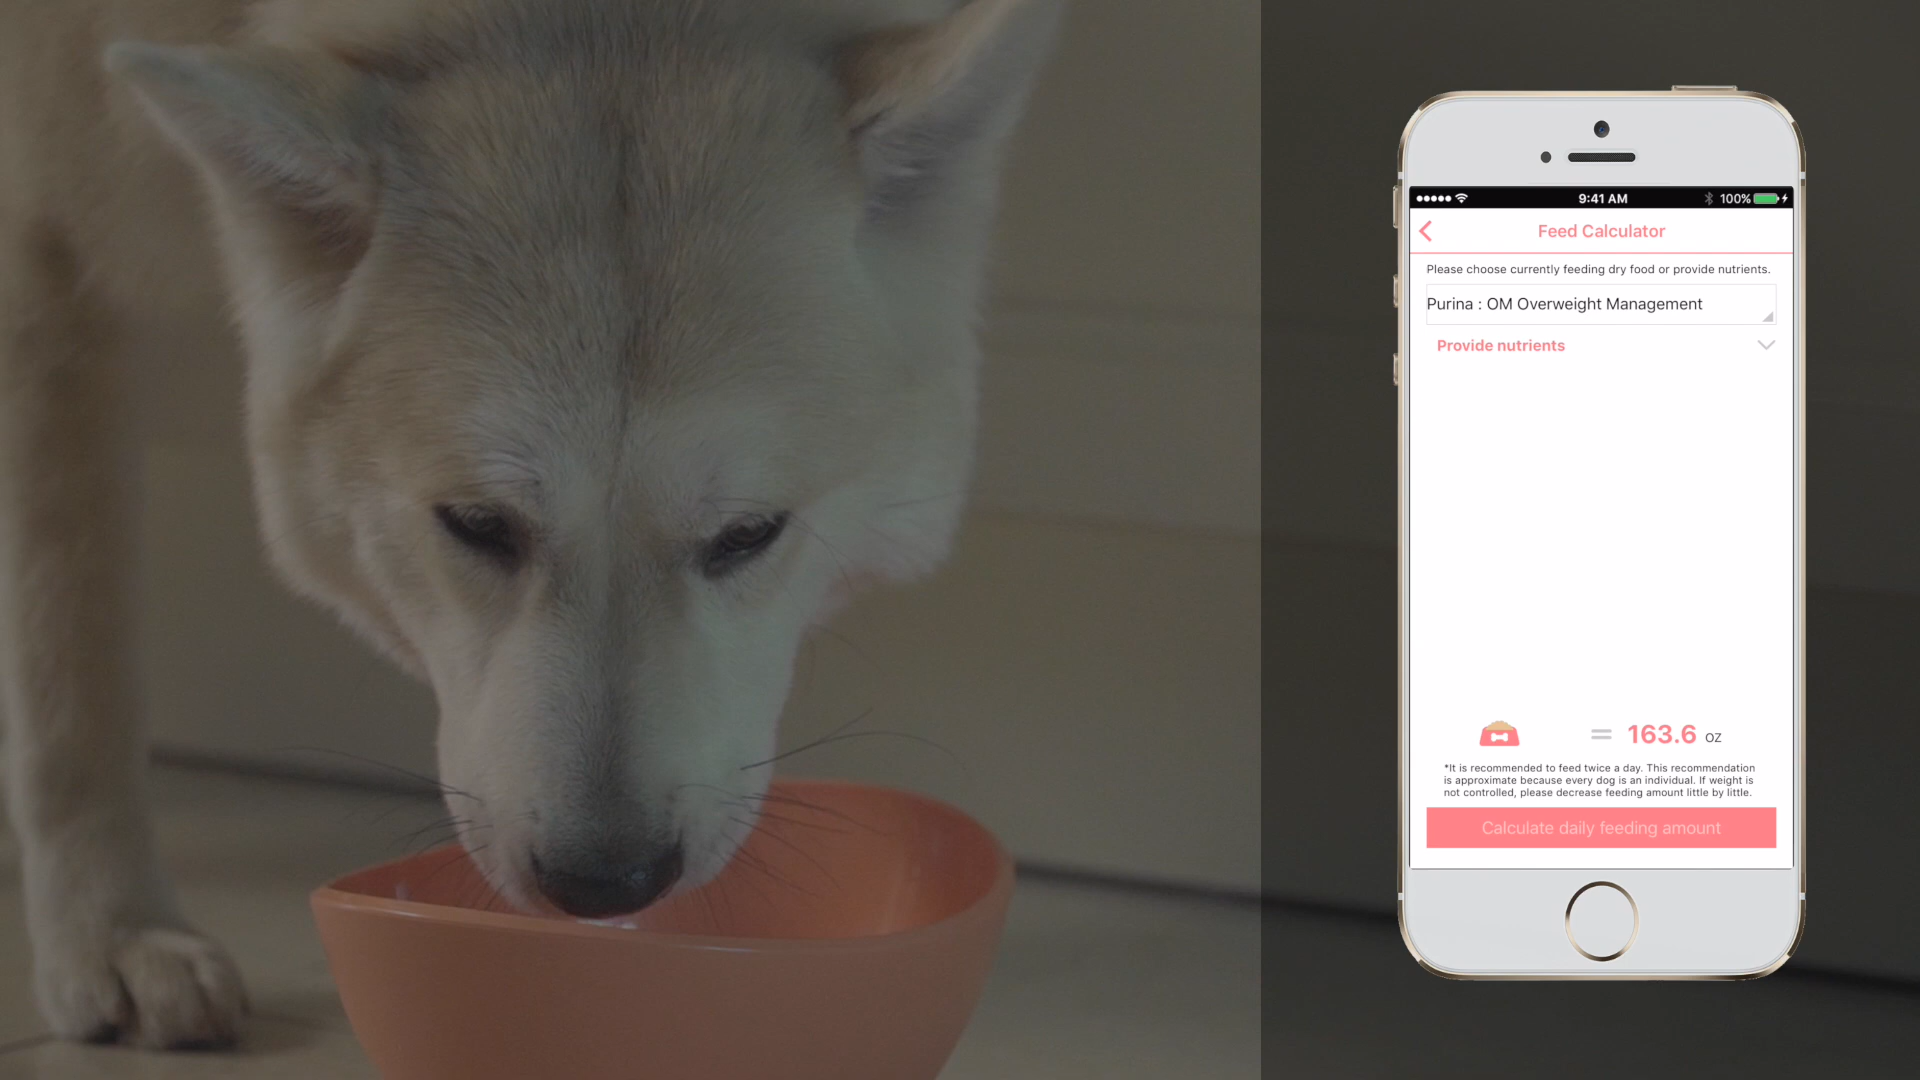 9:41 AM
100%
Feed Calculator
Please choose currently feeding dry food or provide nutrients.
Purina : OM Overweight Management
Provide nutrients
= 163.6 oz
*It is recommended to feed twice a day. This recommendation
is approximate because every dog is an individual. If weight is
not controlled, please decrease feeding amount little by little.
Calculate daily feeding amount